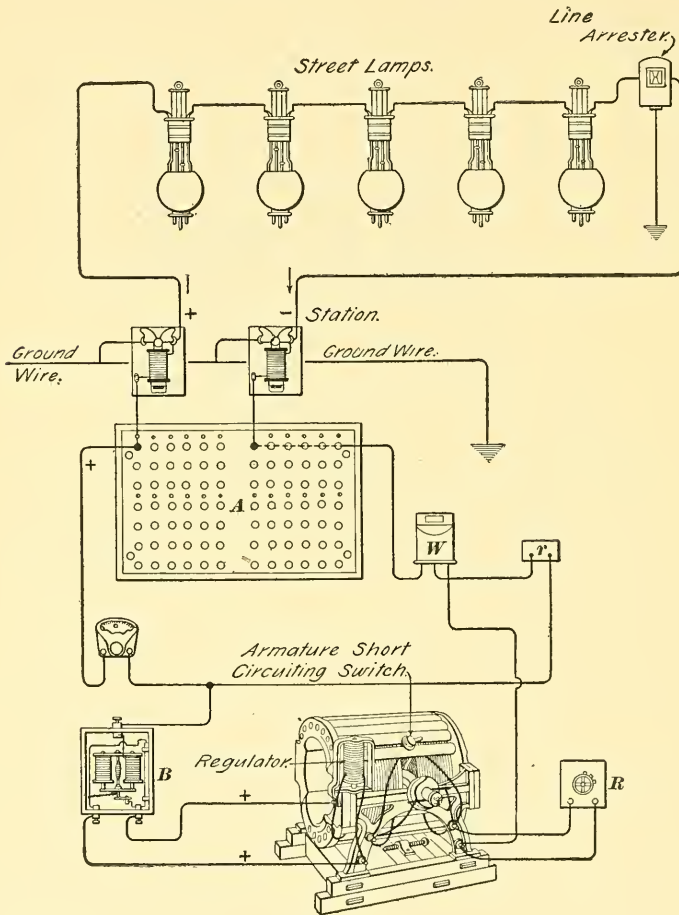 Line
Arrester.
Street Lamps.
+
-
Station.
Ground
Wire.
Ground Wire.
+
A
W
r
Armature Short
Circuiting Switch.
Regulator
B
R
+
+